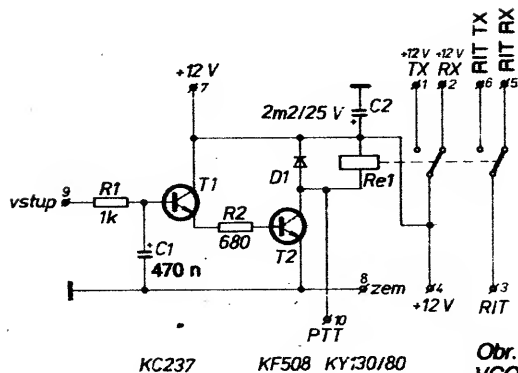 +12 V
7
2m2/25 V
C2
+12 V
TX
1
+12 V
RX
2
RIT TX
6
RIT RX
5
D1
Re1
vstup
9
R1
1k
T1
C1
470 n
R2
680
T2
8
zem
10
PTT
4
+12 V
3
RIT
KC237 KF508 KY130/80
Obr.
VCO